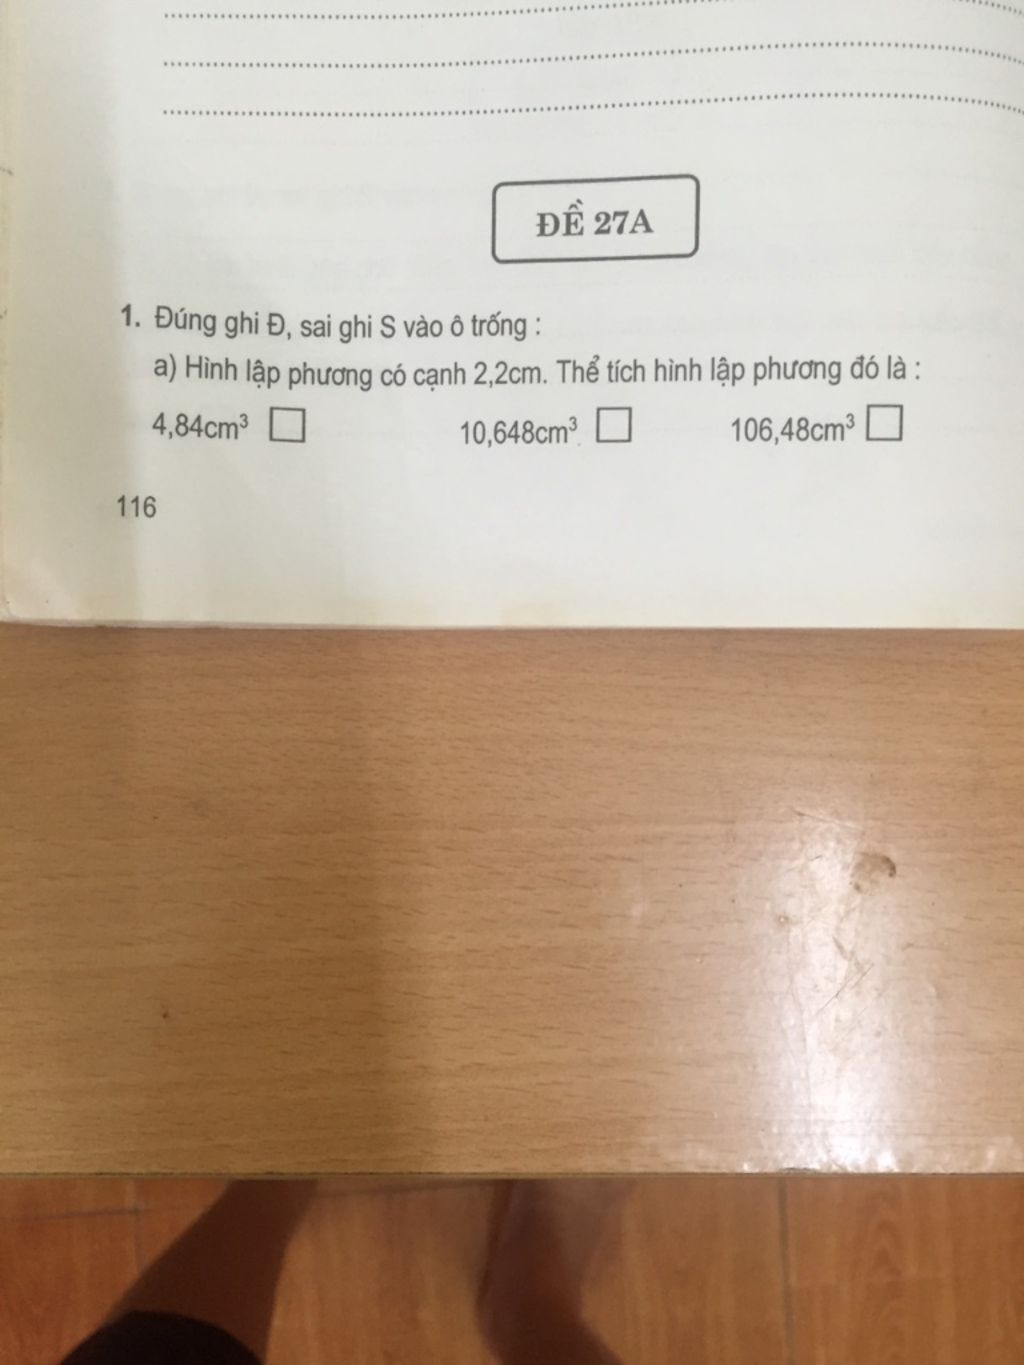 ĐỀ 27A
1. Đúng ghi Đ, sai ghi S vào ô trống :
a) Hình lập phương có cạnh 2,2cm. Thể tích hình lập phương đó là :
4,84cm³ □ 10,648cm³ □ 106,48cm³ □
116